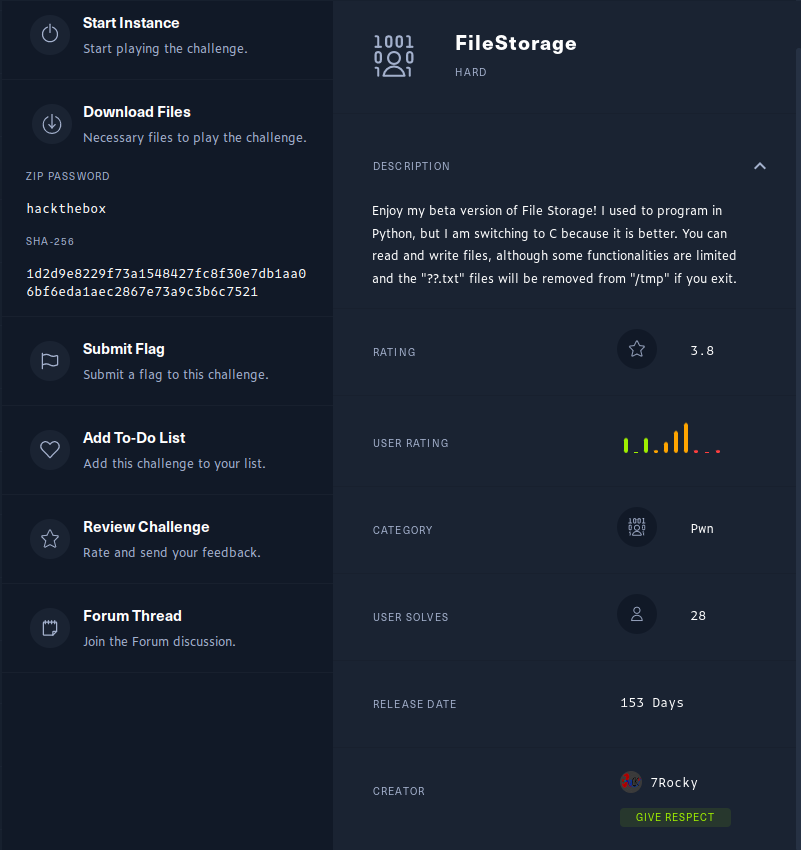 Start Instance
Start playing the challenge.
Download Files
Necessary files to play the challenge.
ZIP PASSWORD
hackthebox
SHA-256
1d2d9e8229f73a1548427fc8f30e7db1aa0
6bf6eda1aec2867e73a9c3b6c7521
Submit Flag
Submit a flag to this challenge.
Add To-Do List
Add this challenge to your list.
Review Challenge
Rate and send your feedback.
Forum Thread
Join the Forum discussion.
FileStorage
HARD
DESCRIPTION
Enjoy my beta version of File Storage! I used to program in
Python, but I am switching to C because it is better. You can
read and write files, although some functionalities are limited
and the "??.txt" files will be removed from "/tmp" if you exit.
RATING
3.8
USER RATING
CATEGORY
Pwn
USER SOLVES
28
RELEASE DATE
153 Days
CREATOR
7Rocky
GIVE RESPECT